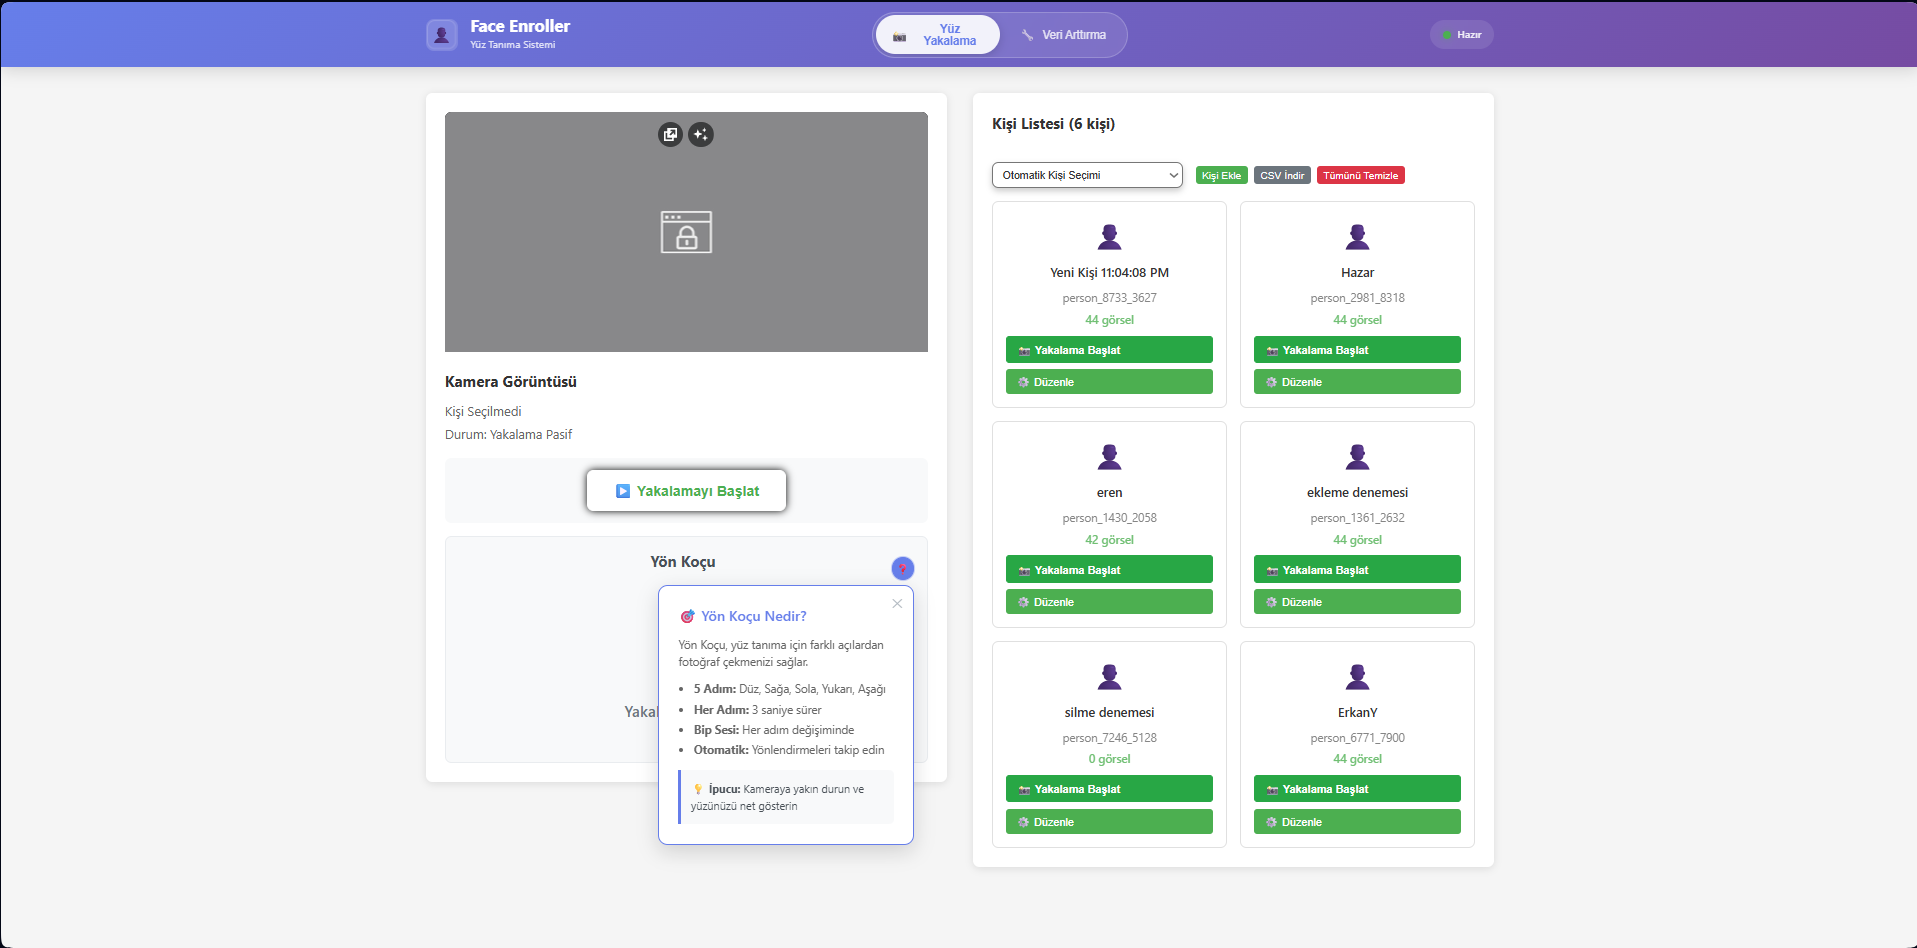 Face Enroller
Yüz Tanıma Sistemi
Yüz
Yakalama
Veri Arttırma
Hazır
Kamera Görüntüsü
Kişi Seçilmedi
Durum: Yakalama Pasif
Yakalamayı Başlat
Yön Koçu
?
Yön Koçu Nedir?
Yön Koçu, yüz tanıma için farklı açılardan
fotoğraf çekmenizi sağlar.
5 Adım: Düz, Sağa, Sola, Yukarı, Aşağı
Her Adım: 3 saniye sürer
Bip Sesi: Her adım değişiminde
Otomatik: Yönlendirmeleri takip edin
İpucu: Kameraya yakın durun ve
yüzünüzü net gösterin
Kişi Listesi (6 kişi)
Otomatik Kişi Seçimi
Kişi Ekle
CSV İndir
Tümünü Temizle
Yeni Kişi 11:04:08 PM
person_8733_3627
44 görsel
Yakalama Başlat
Düzenle
Hazar
person_2981_8318
44 görsel
Yakalama Başlat
Düzenle
eren
person_1430_2058
42 görsel
Yakalama Başlat
Düzenle
ekleme denemesi
person_1361_2632
44 görsel
Yakalama Başlat
Düzenle
silme denemesi
person_7246_5128
0 görsel
Yakalama Başlat
Düzenle
ErkanY
person_6771_7900
44 görsel
Yakalama Başlat
Düzenle